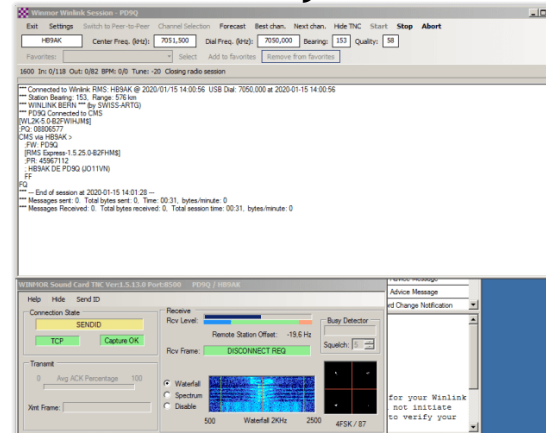 Winmor Winlink Session - PD9Q
Exit Settings Switch to Peer-to-Peer Channel Selection Forecast Best chan. Next chan. Hide TNC Start Stop Abort
HB9AK Center Freq. (kHz): 7051,500 Dial Freq. (kHz): 7050,000 Bearing: 153 Quality: 58
Favorites: Select Add to favorites Remove from favorites
1600 In: 0/118 Out: 0/82 BPM: 0/0 Tune: -20 Closing radio session
*** Connected to Winlink RMS: HB9AK @ 2020/01/15 14:00:56 USB Dial: 7050,000 at 2020-01-15 14:00:56
*** Station Bearing: 153, Range: 576 km
*** WINLINK BERN *** (by SWISS-ARTG)
*** PD9Q Connected to CMS
[WL2K-5.0-B2FWIHJM$]
;PQ: 08806577
CMS via HB9AK >
;FW: PD9Q
[RMS Express-1.5.25.0-B2FHM$]
;PR: 45967112
; HB9AK DE PD9Q (JO11VN)
FF
FQ
*** --- End of session at 2020-01-15 14:01:28 ---
*** Messages sent: 0. Total bytes sent: 0, Time: 00:31, bytes/minute: 0
*** Messages Received: 0. Total bytes received: 0, Total session time: 00:31, bytes/minute: 0
WINMOR Sound Card TNC Ver:1.5.13.0 Port:8500 PD9Q / HB9AK
Help Hide Send ID
Advice Message
Connection State
SENDID
TCP Capture OK
Receive
Rcv Level:
Remote Station Offset: -19,6 Hz
Rcv Frame: DISCONNECT REQ
Busy Detector
Squelch: 5
rd Change Notification
Transmit
0 Avg ACK Percentage 100
Xmt Frame:
Waterfall
Spectrum
Disable
500 Waterfall 2KHz 2500
4FSK / 87
for your Winlink
not initiate
to verify your